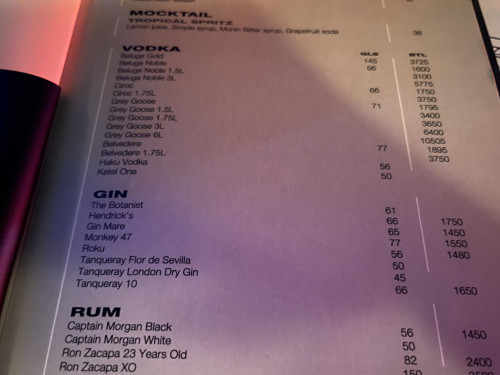 MOCKTAIL
TROPICAL SPRITZ
Lemon juice, Simple syrup, Monin Bitter syrup, Grapefruit soda 36
VODKA GLS BTL
Beluga Gold 145 3725
Beluga Noble 56 1600
Beluga Noble 1,5L 3100
Beluga Noble 3L 5775
Ciroc 66 1750
Ciroc 1.75L 3750
Grey Goose 71 1795
Grey Goose 1,5L 3400
Grey Goose 1.75L 3650
Grey Goose 3L 6400
Grey Goose 6L 10505
Belvedere 77 1895
Belvedere 1.75L 3750
Haku Vodka 56
Ketel One 50
GIN
The Botanist 61
Hendrick's 65 1750
Gin Mare 77 1450
Monkey 47 56 1550
Roku 50 1480
Tanqueray Flor de Sevilla 45
Tanqueray London Dry Gin 66
Tanqueray 10 1650
RUM
Captain Morgan Black 56 1450
Captain Morgan White 50
Ron Zacapa 23 Years Old 82 2400
Ron Zacapa XO 150